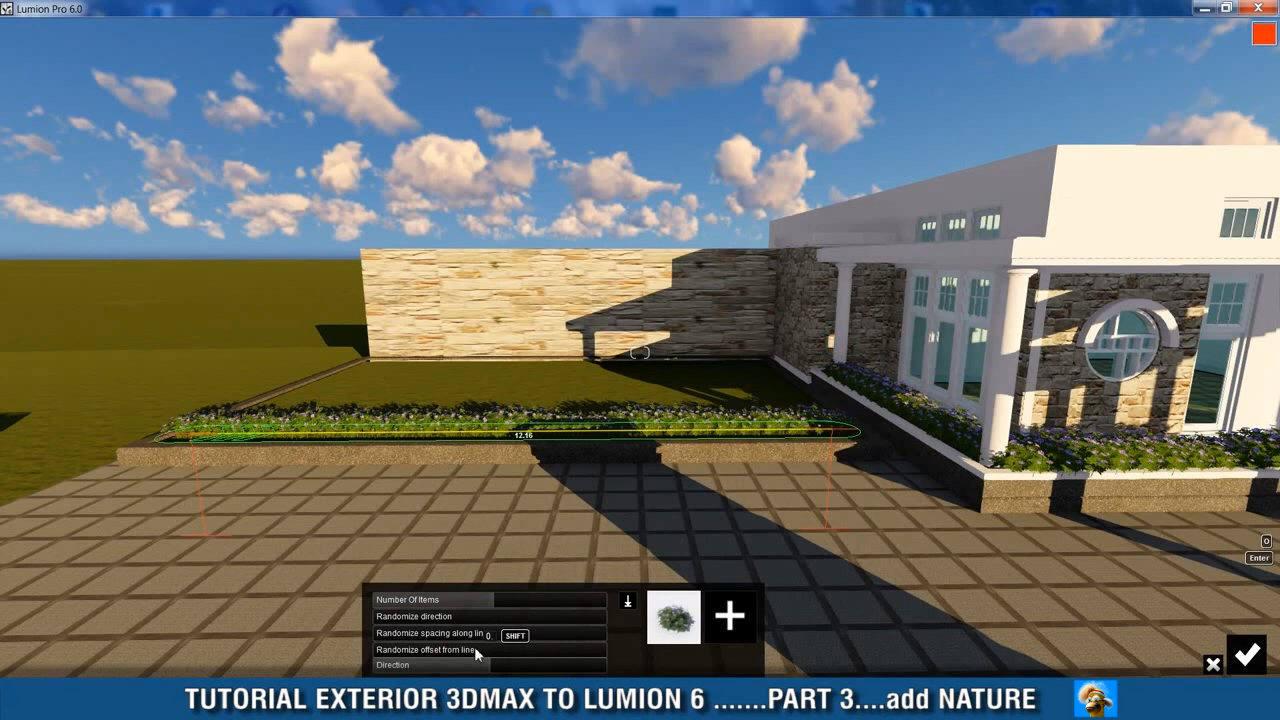 Lumion Pro 6.0
12.16
O
Enter
Number Of Items
Randomize direction
Randomize spacing along lin 0. SHIFT
Randomize offset from line
Direction
TUTORIAL EXTERIOR 3DMAX TO LUMION 6 .......PART 3....add NATURE